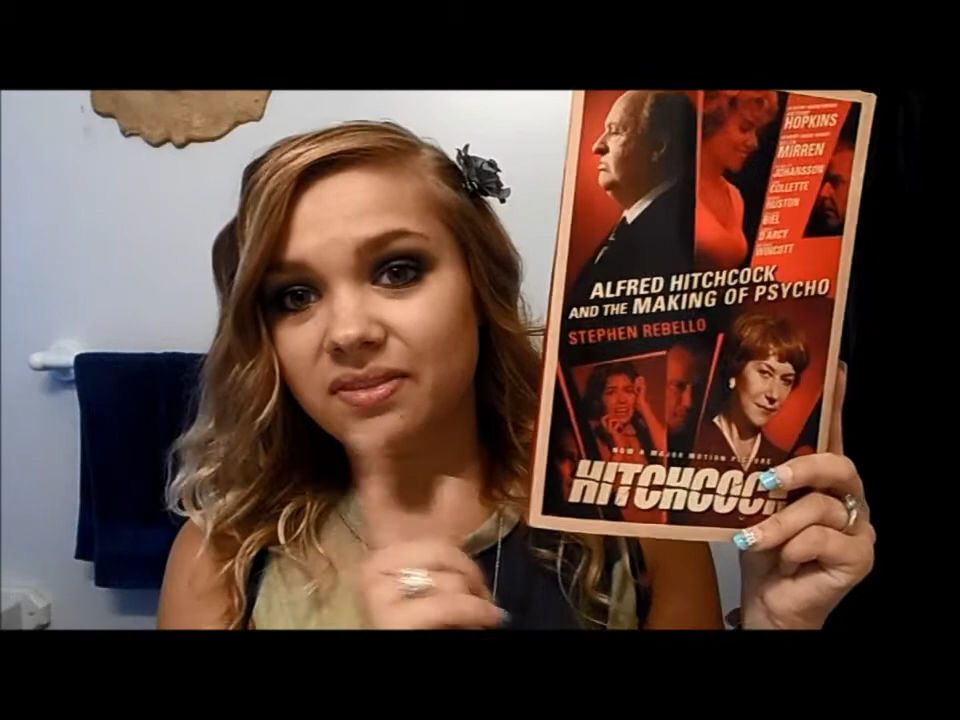 HOPKINS
MIRREN
JOHANSSON
COLLETTE
HUSTON
BIEL
D'ARCY
WINCOTT
ALFRED HITCHCOCK
AND THE MAKING OF PSYCHO
STEPHEN REBELLO
NOW A MAJOR MOTION PICTURE
HITCHCOCK